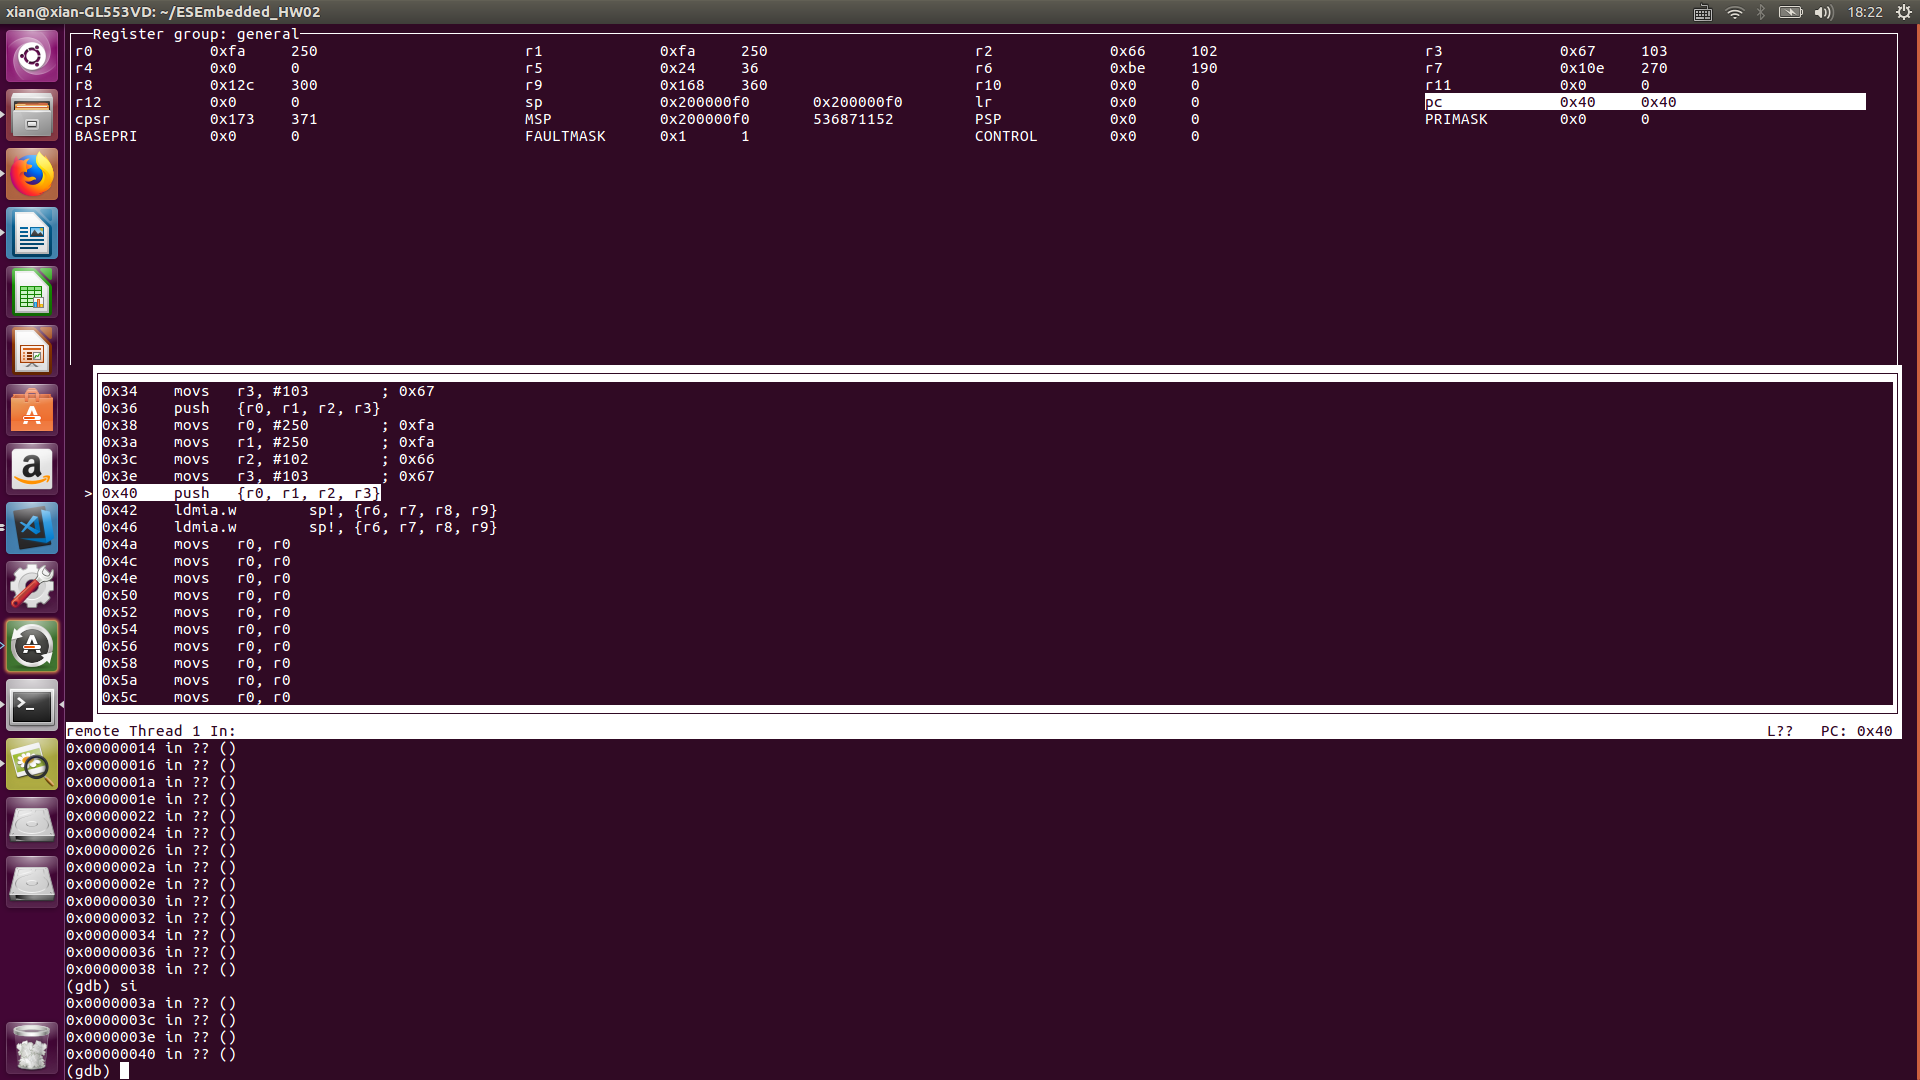 xian@xian-GL553VD: ~/ESEmbedded_HW02 18:22
Register group: general
r0 0xfa 250 r1 0xfa 250 r2 0x66 102 r3 0x67 103
r4 0x0 0 r5 0x24 36 r6 0xbe 190 r7 0x10e 270
r8 0x12c 300 r9 0x168 360 r10 0x0 0 r11 0x0 0
r12 0x0 0 sp 0x200000f0 0x200000f0 lr 0x0 0 pc 0x40 0x40
cpsr 0x173 371 MSP 0x200000f0 536871152 PSP 0x0 0 PRIMASK 0x0 0
BASEPRI 0x0 0 FAULTMASK 0x1 1 CONTROL 0x0 0
0x34 movs r3, #103 ; 0x67
0x36 push {r0, r1, r2, r3}
0x38 movs r0, #250 ; 0xfa
0x3a movs r1, #250 ; 0xfa
0x3c movs r2, #102 ; 0x66
0x3e movs r3, #103 ; 0x67
>0x40 push {r0, r1, r2, r3}
0x42 ldmia.w sp!, {r6, r7, r8, r9}
0x46 ldmia.w sp!, {r6, r7, r8, r9}
0x4a movs r0, r0
0x4c movs r0, r0
0x4e movs r0, r0
0x50 movs r0, r0
0x52 movs r0, r0
0x54 movs r0, r0
0x56 movs r0, r0
0x58 movs r0, r0
0x5a movs r0, r0
0x5c movs r0, r0
remote Thread 1 In: L?? PC: 0x40
0x00000014 in ?? ()
0x00000016 in ?? ()
0x0000001a in ?? ()
0x0000001e in ?? ()
0x00000022 in ?? ()
0x00000024 in ?? ()
0x00000026 in ?? ()
0x0000002a in ?? ()
0x0000002e in ?? ()
0x00000030 in ?? ()
0x00000032 in ?? ()
0x00000034 in ?? ()
0x00000036 in ?? ()
0x00000038 in ?? ()
(gdb) si
0x0000003a in ?? ()
0x0000003c in ?? ()
0x0000003e in ?? ()
0x00000040 in ?? ()
(gdb)